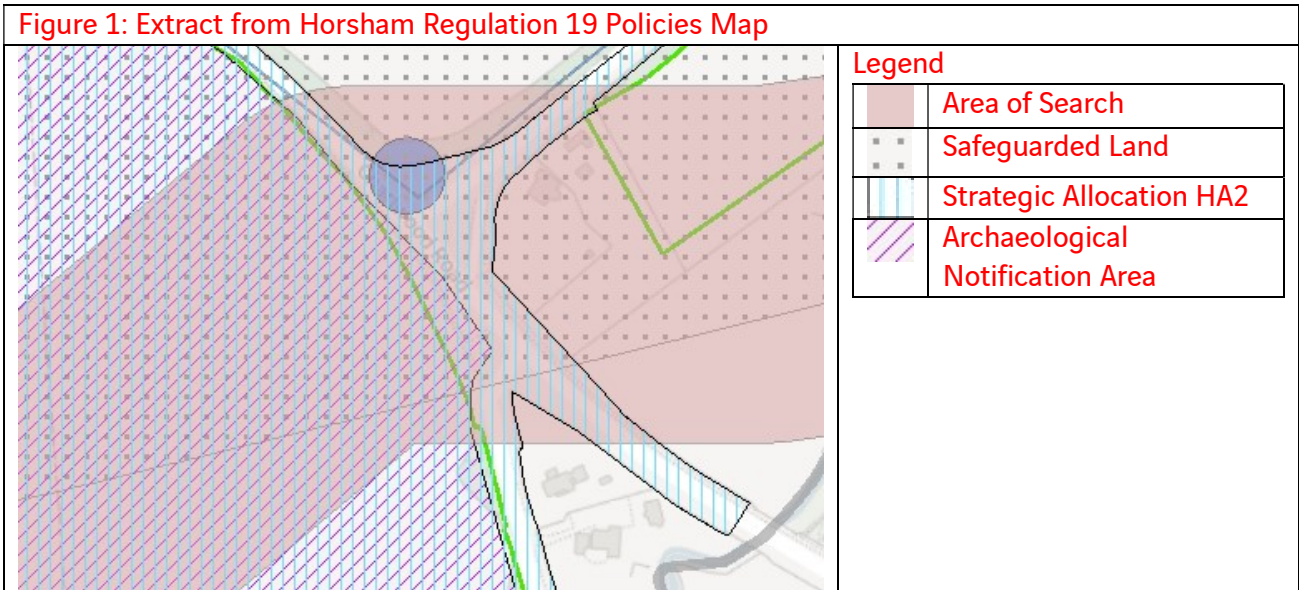 Figure 1: Extract from Horsham Regulation 19 Policies Map
Legend
Area of Search
Safeguarded Land
Strategic Allocation HA2
Archaeological
Notification Area